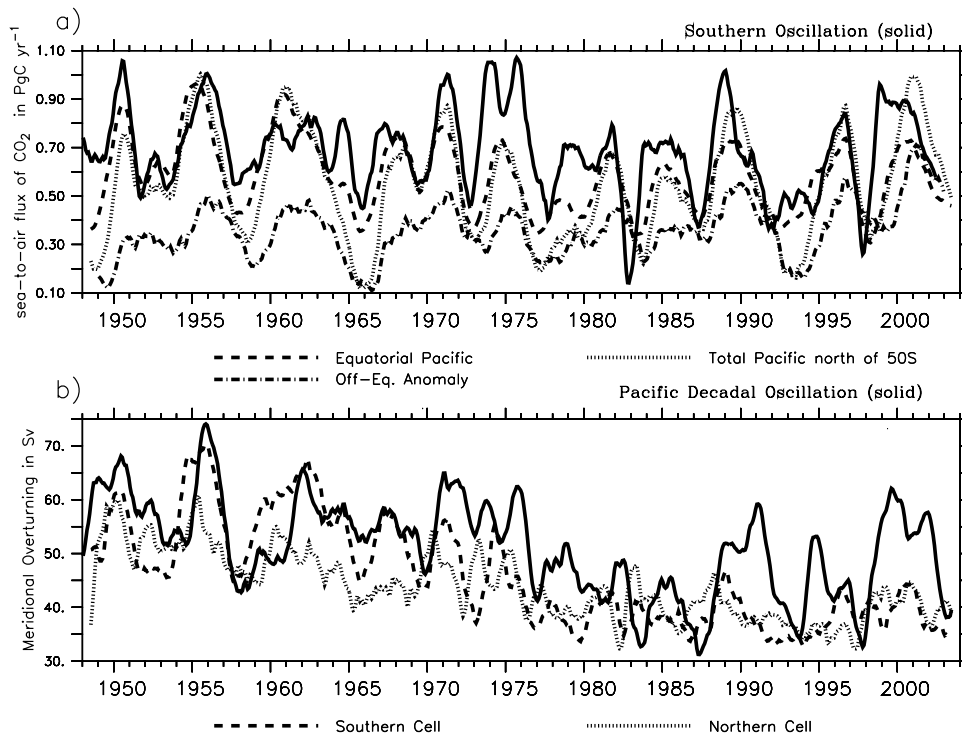 a)
Southern Oscillation (solid)
sea-to-air flux of CO2 in PgC yr-1
1.10
0.90
0.70
0.50
0.30
0.10
1950 1955 1960 1965 1970 1975 1980 1985 1990 1995 2000
Equatorial Pacific
Total Pacific north of 50S
Off-Eq. Anomaly
b)
Pacific Decadal Oscillation (solid)
Meridional Overturning in Sv
70.
60.
50.
40.
30.
1950 1955 1960 1965 1970 1975 1980 1985 1990 1995 2000
Southern Cell
Northern Cell